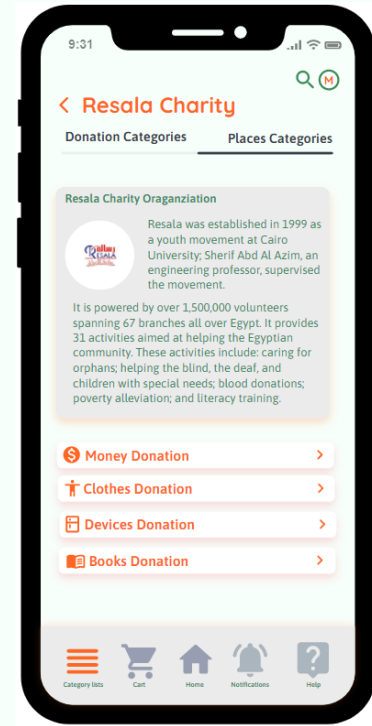 9:31
M
Resala Charity
Donation Categories
Places Categories
Resala Charity Oraganziation
رسالة
RESALA
Resala was established in 1999 as
a youth movement at Cairo
University; Sherif Abd Al Azim, an
engineering professor, supervised
the movement.
It is powered by over 1,500,000 volunteers
spanning 67 branches all over Egypt. It provides
31 activities aimed at helping the Egyptian
community. These activities include: caring for
orphans; helping the blind, the deaf, and
children with special needs; blood donations;
poverty alleviation; and literacy training.
$ Money Donation
Clothes Donation
Devices Donation
Books Donation
?
Category lists
Cart
Home
Notifications
Help